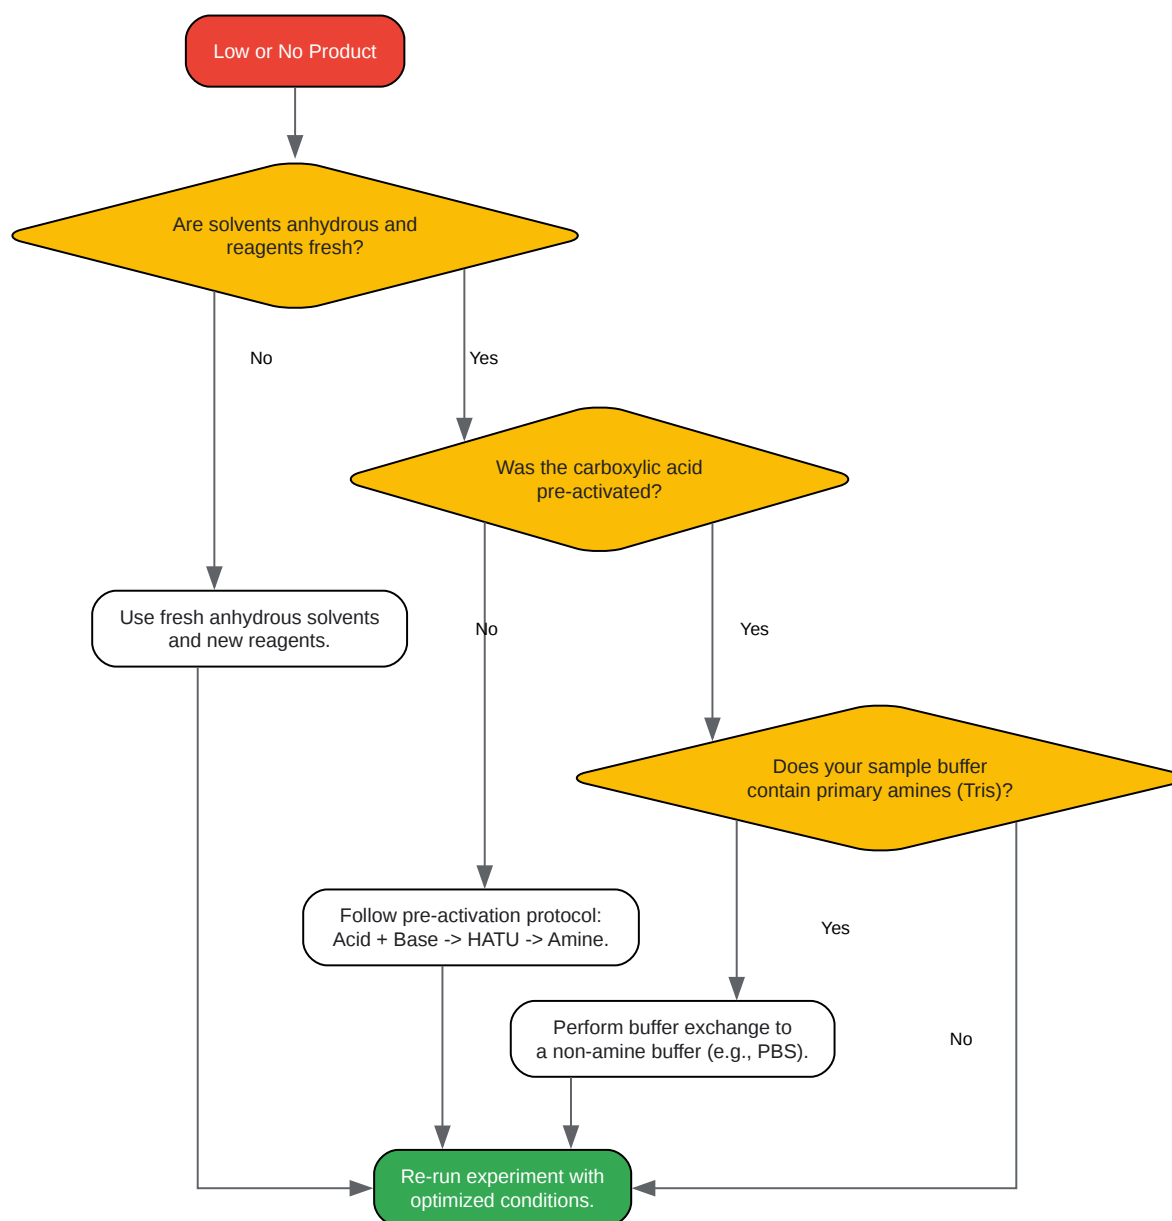 Low or No Product
Are solvents anhydrous and
reagents fresh?
No
Yes
Was the carboxylic acid
pre-activated?
Use fresh anhydrous solvents
and new reagents.
No
Yes
Does your sample buffer
contain primary amines (Tris)?
Follow pre-activation protocol:
Acid + Base -> HATU -> Amine.
Yes
Perform buffer exchange to
a non-amine buffer (e.g., PBS).
No
Re-run experiment with
optimized conditions.